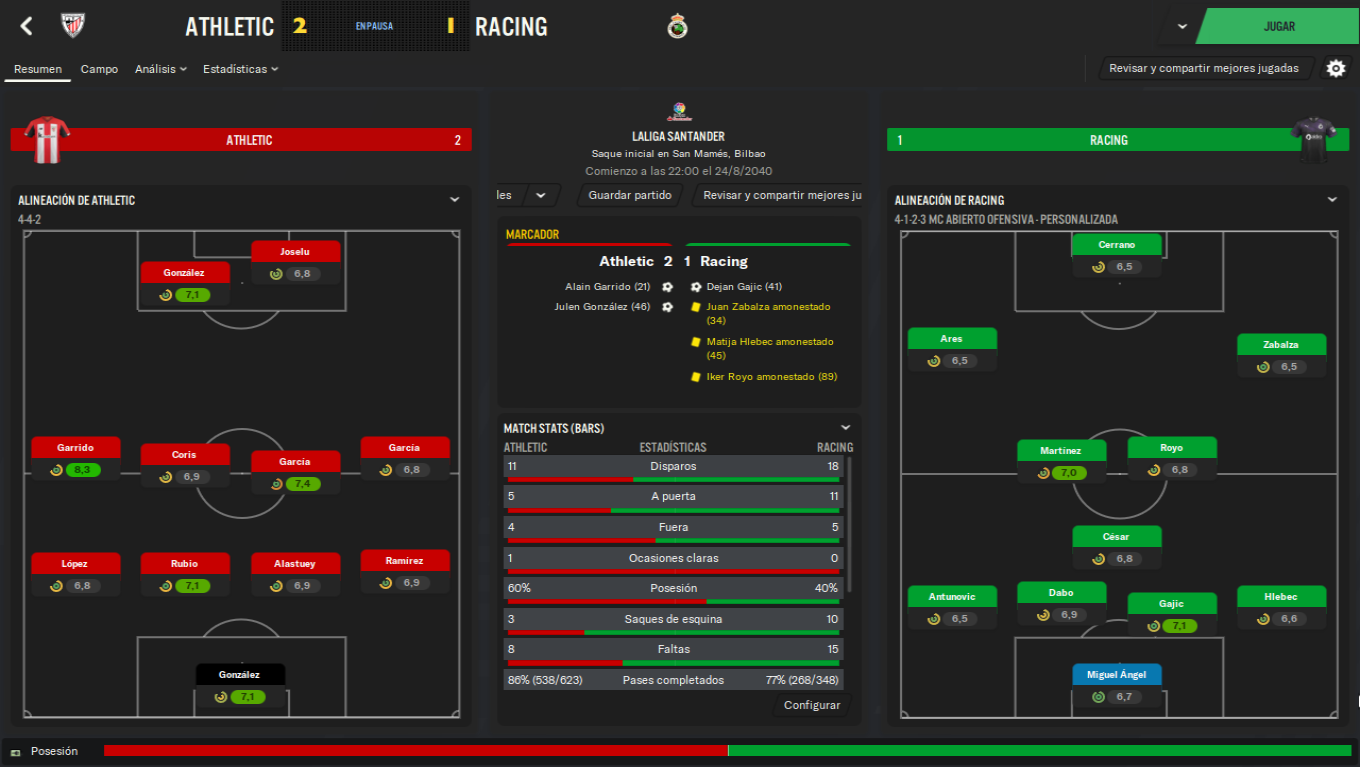 ATHLETIC 2 EN PAUSA 1 RACING
JUGAR
Resumen Campo Análisis Estadísticas
Revisar y compartir mejores jugadas
ATHLETIC 2
LALIGA SANTANDER
Saque inicial en San Mamés, Bilbao
Comienzo a las 22:00 el 24/8/2040
les Guardar partido Revisar y compartir mejores ju
1 RACING
ALINEACIÓN DE ATHLETIC
4-4-2
Joselu
6,8
González
7,1
Garrido
8,3
Coris
6,9
García
7,4
García
6,8
López
6,8
Rubio
7,1
Alastuey
6,9
Ramírez
6,9
González
7,1
MARCADOR
Athletic 2 1 Racing
Alain Garrido (21)
Julen González (46)
Dejan Gajic (41)
Juan Zabalza amonestado
(34)
Matija Hlebec amonestado
(45)
Iker Royo amonestado (89)
MATCH STATS (BARS)
ATHLETIC ESTADÍSTICAS RACING
11 Disparos 18
5 A puerta 11
4 Fuera 5
1 Ocasiones claras 0
60% Posesión 40%
3 Saques de esquina 10
8 Faltas 15
86% (538/623) Pases completados 77% (268/348)
Configurar
ALINEACIÓN DE RACING
4-1-2-3 MC ABIERTO OFENSIVA - PERSONALIZADA
Cerrano
6,5
Ares
6,5
Zabalza
6,5
Martínez
7,0
Royo
6,8
César
6,8
Antunovic
6,5
Dabo
6,9
Gajic
7,1
Hlebec
6,6
Miguel Ángel
6,7
Posesión